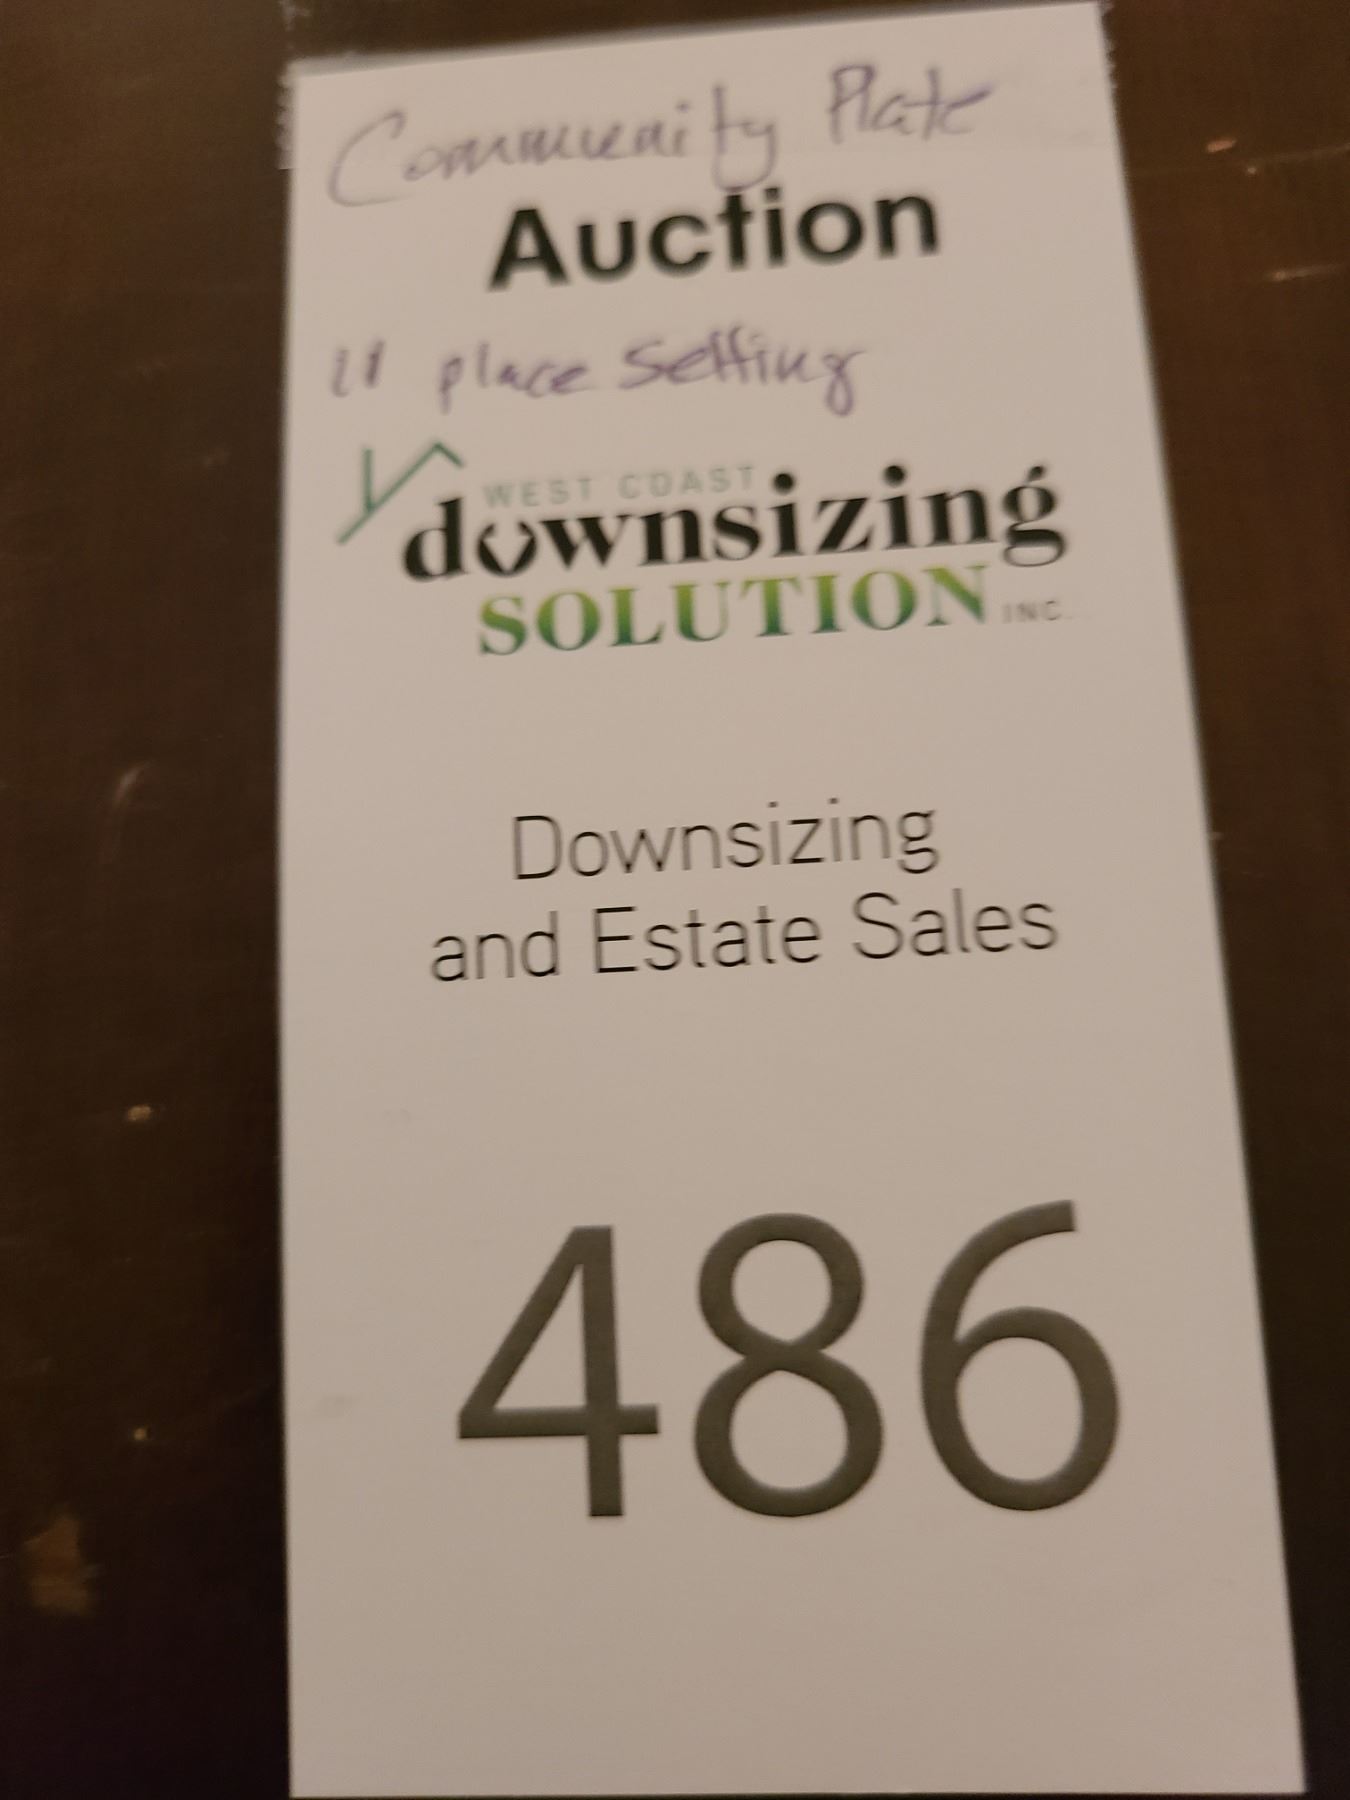 Community Plate
Auction
11 place setting
WEST COAST
downsizing
SOLUTION INC.
Downsizing
and Estate Sales
486